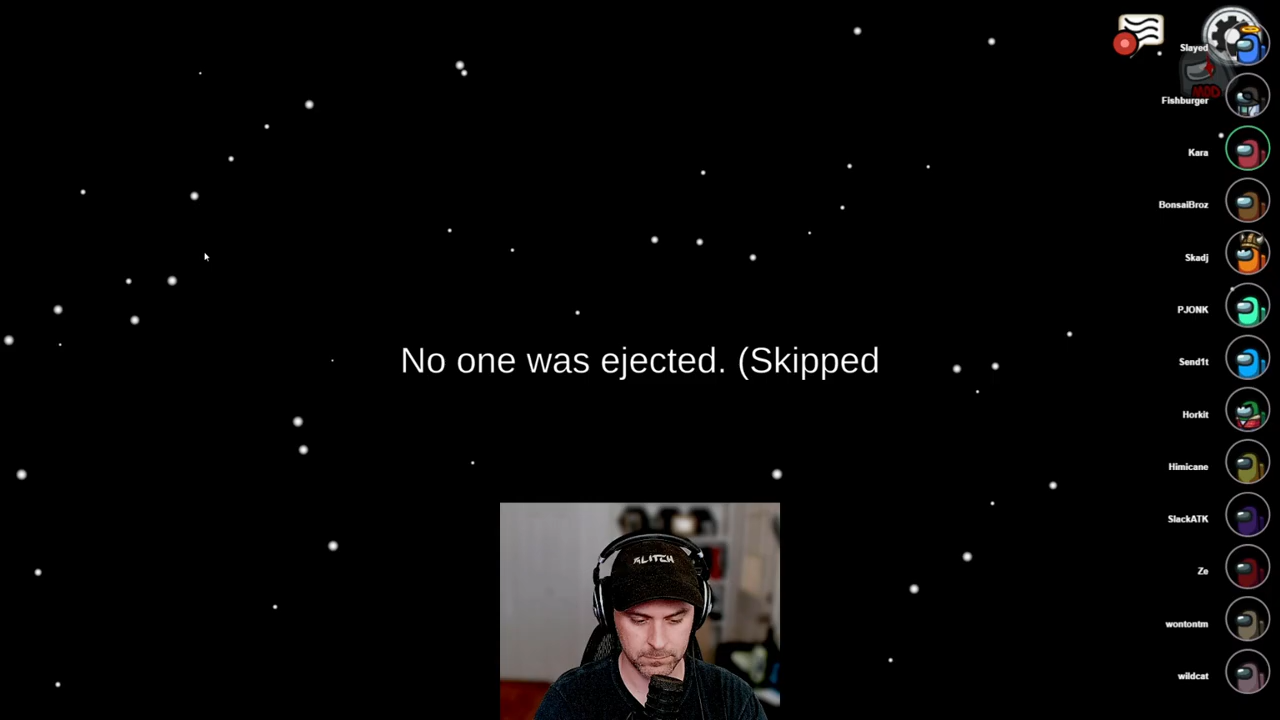 Slayed
MOD
Fishburger
Kara
BonsaiBroz
Skadj
PJONK
Send1t
No one was ejected. (Skipped
Horkit
Himicane
SlackATK
GLITCH
Ze
wontontm
wildcat